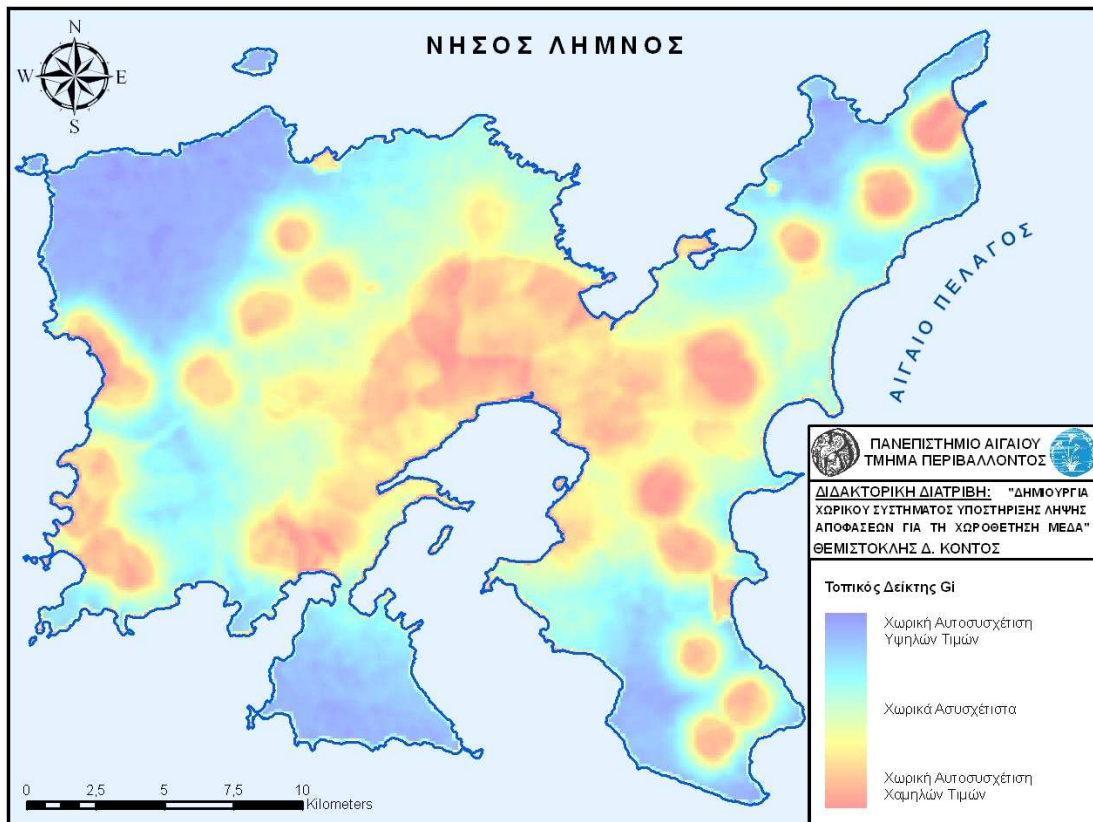 ΝΗΣΟΣ ΛΗΜΝΟΣ
N
W E
S
ΑΙΓΑΙΟ ΠΕΛΑΓΟΣ
ΠΑΝΕΠΙΣΤΗΜΙΟ ΑΙΓΑΙΟΥ
ΤΜΗΜΑ ΠΕΡΙΒΑΛΛΟΝΤΟΣ
ΔΙΔΑΚΤΟΡΙΚΗ ΔΙΑΤΡΙΒΗ: "ΔΗΜΙΟΥΡΓΙΑ
ΧΩΡΙΚΟΥ ΣΥΣΤΗΜΑΤΟΣ ΥΠΟΣΤΗΡΙΞΗΣ ΛΗΨΗΣ
ΑΠΟΦΑΣΕΩΝ ΓΙΑ ΤΗ ΧΩΡΟΘΕΤΗΣΗ ΜΕΔΑ"
ΘΕΜΙΣΤΟΚΛΗΣ Δ. ΚΟΝΤΟΣ
Τοπικός Δείκτης Gi
Χωρική Αυτοσυσχέτιση
Υψηλών Τιμών
Χωρικά Ασυσχέτιστα
Χωρική Αυτοσυσχέτιση
Χαμηλών Τιμών
0 2,5 5 7,5 10
Kilometers